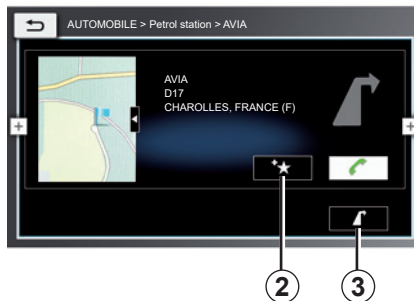 AUTOMOBILE > Petrol station > AVIA
AVIA
D17
CHAROLLES, FRANCE (F)
2
3